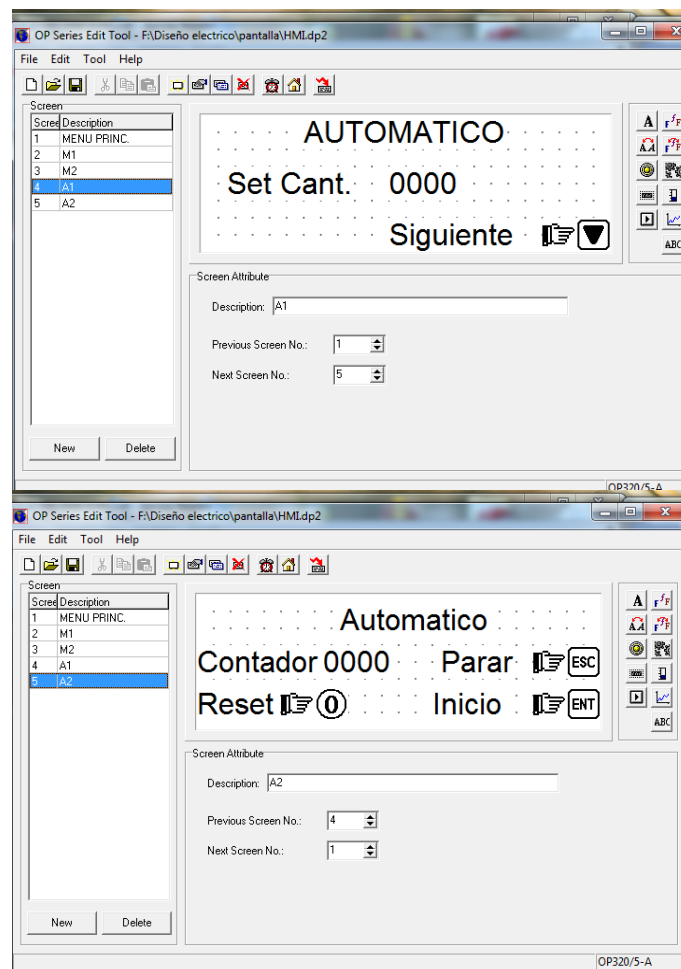 OP Series Edit Tool - F:\Diseño electrico\pantalla\HMI.dp2
File Edit Tool Help
Screen
Scree Description
1 MENU PRINC.
2 M1
3 M2
4 A1
5 A2
New Delete
AUTOMATICO
Set Cant. 0000
Siguiente
Screen Attribute
Description: A1
Previous Screen No.: 1
Next Screen No.: 5
A
ABC
OP320/5-A
OP Series Edit Tool - F:\Diseño electrico\pantalla\HMI.dp2
File Edit Tool Help
Screen
Scree Description
1 MENU PRINC.
2 M1
3 M2
4 A1
5 A2
New Delete
Automatico
Contador 0000 Parar ESC
Reset 0 Inicio ENT
Screen Attribute
Description: A2
Previous Screen No.: 4
Next Screen No.: 1
A
ABC
OP320/5-A